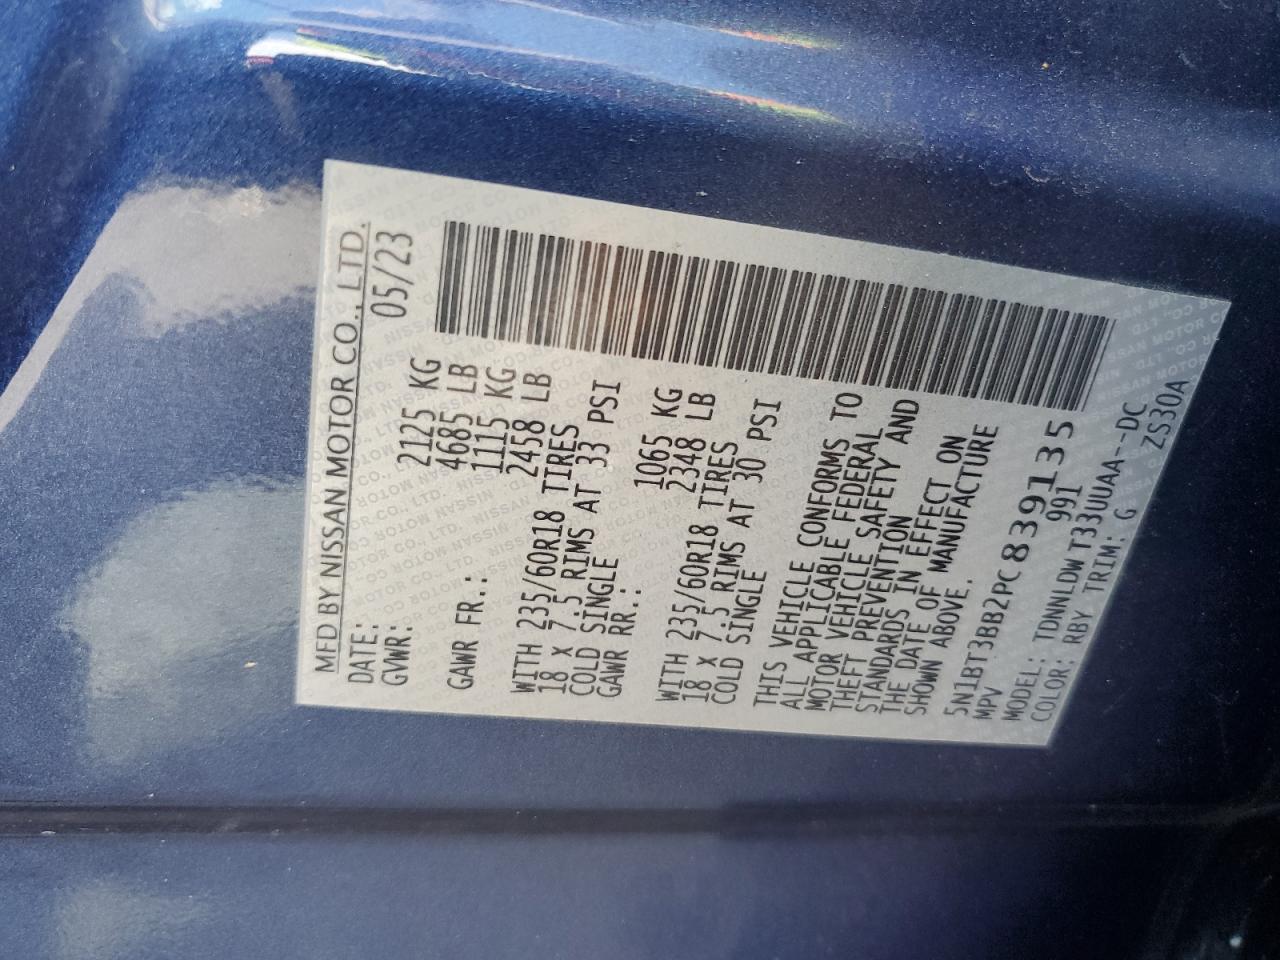 MFD BY NISSAN MOTOR CO., LTD.
DATE: 05/23
GVWR: 2125 KG
4685 LB
GAWR FR.: 1115 KG
2458 LB
WITH 235/60R18 TIRES
18 X 7.5 RIMS AT 33 PSI
COLD SINGLE
GAWR RR.: 1065 KG
2348 LB
WITH 235/60R18 TIRES
18 X 7.5 RIMS AT 30 PSI
COLD SINGLE
THIS VEHICLE CONFORMS TO
ALL APPLICABLE FEDERAL
MOTOR VEHICLE SAFETY AND
THEFT PREVENTION
STANDARDS IN EFFECT ON
THE DATE OF MANUFACTURE
SHOWN ABOVE.
5N1BT3BB2PC839135
MPV 991
MODEL: TDNNLDWT33UUAA--DC
COLOR: RBY TRIM: G ZS30A